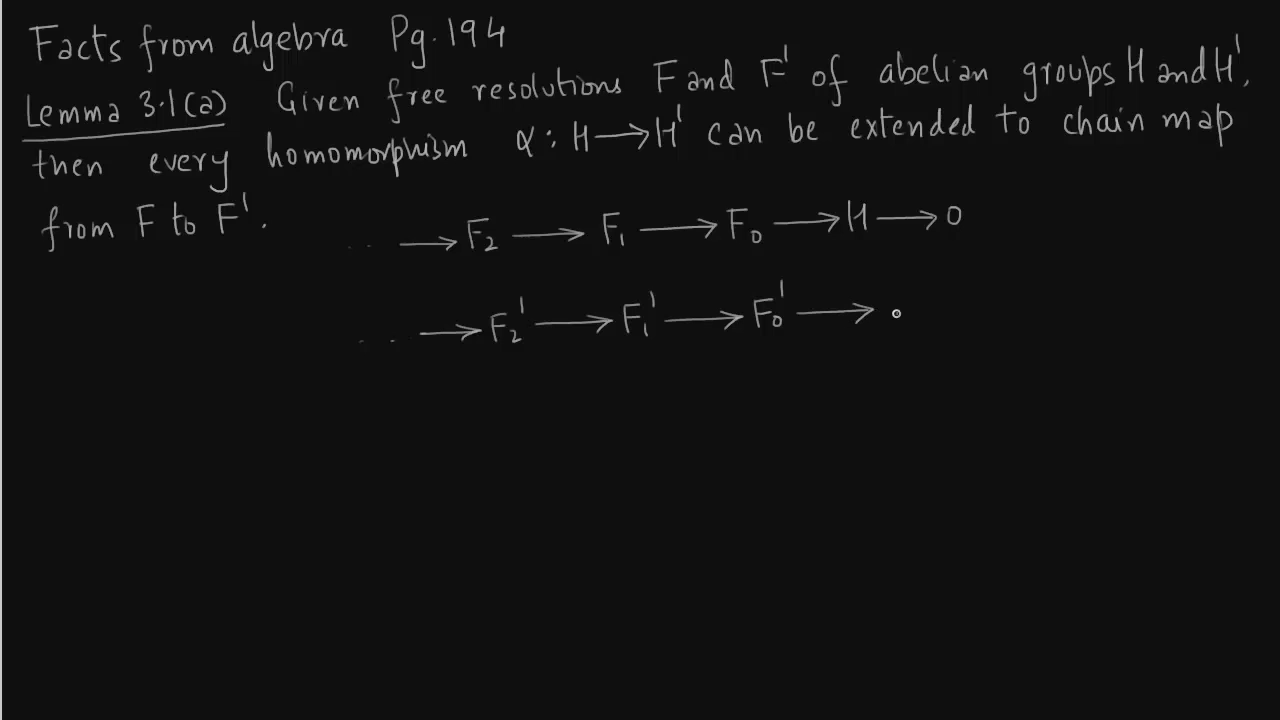 Facts from algebra Pg. 194
Lemma 3.1(a) Given free resolutions F and F' of abelian groups H and H',
then every homomorphism α : H ⟶ H' can be extended to chain map
from F to F'.
... ⟶ F₂ ⟶ F₁ ⟶ F₀ ⟶ H ⟶ 0
... ⟶ F₂' ⟶ F₁' ⟶ F₀' ⟶